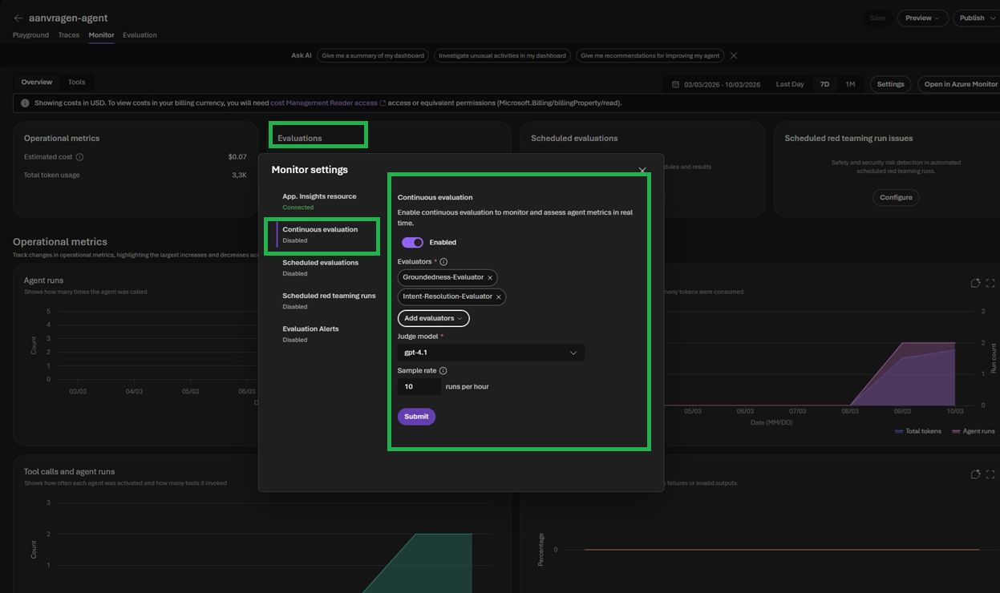 aanvragen-agent
Save
Preview
Publish
Playground
Traces
Monitor
Evaluation
Ask AI
Give me a summary of my dashboard
Investigate unusual activities in my dashboard
Give me recommendations for improving my agent
Overview
Tools
03/03/2026 - 10/03/2026
Last Day
7D
1M
Settings
Open in Azure Monitor
Showing costs in USD. To view costs in your billing currency, you will need cost Management Reader access access or equivalent permissions (Microsoft.Billing/billingProperty/read).
Operational metrics
Estimated cost
$0.07
Total token usage
3,3K
Evaluations
Scheduled evaluations
dules and results
Scheduled red teaming run issues
Safety and security risk detection in automated
scheduled red teaming runs.
Configure
Monitor settings
App. Insights resource
Connected
Continuous evaluation
Disabled
Scheduled evaluations
Disabled
Scheduled red teaming runs
Disabled
Evaluation Alerts
Disabled
Continuous evaluation
Enable continuous evaluation to monitor and assess agent metrics in real
time.
Enabled
Evaluators *
Groundedness-Evaluator
Intent-Resolution-Evaluator
Add evaluators
Judge model *
gpt-4.1
Sample rate
10
runs per hour
Submit
Operational metrics
Track changes in operational metrics, highlighting the largest increases and decreases
Agent runs
Shows how many times the agent was called
5
4
3
2
1
0
Count
03/03
04/03
05/03
06/03
D
many tokens were consumed
3
2
1
0
Run count
05/03
06/03
07/03
08/03
09/03
10/03
Date (MM/DD)
Total tokens
Agent runs
Tool calls and agent runs
Shows how often each agent was activated and how many tools it invoked
3
2
1
Count
failures or invalid outputs.
Percentage
0